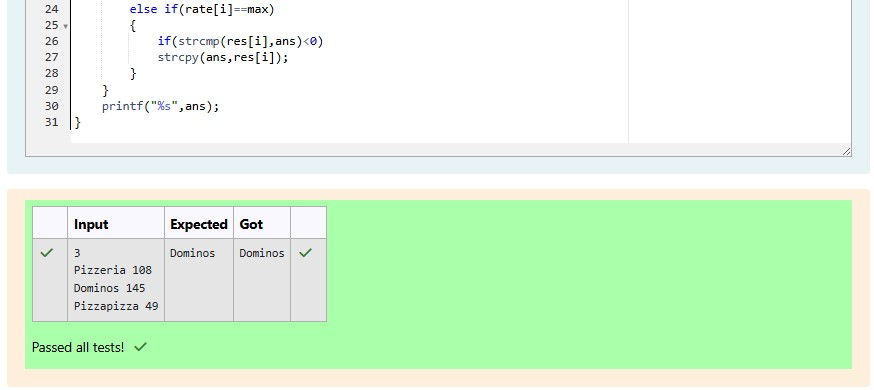 24 else if(rate[i]==max)
25 {
26 if(strcmp(res[i],ans)<0)
27 strcpy(ans,res[i]);
28 }
29 }
30 printf("%s",ans);
31 }
Input Expected Got
3 Dominos Dominos
Pizzeria 108
Dominos 145
Pizzapizza 49
Passed all tests!